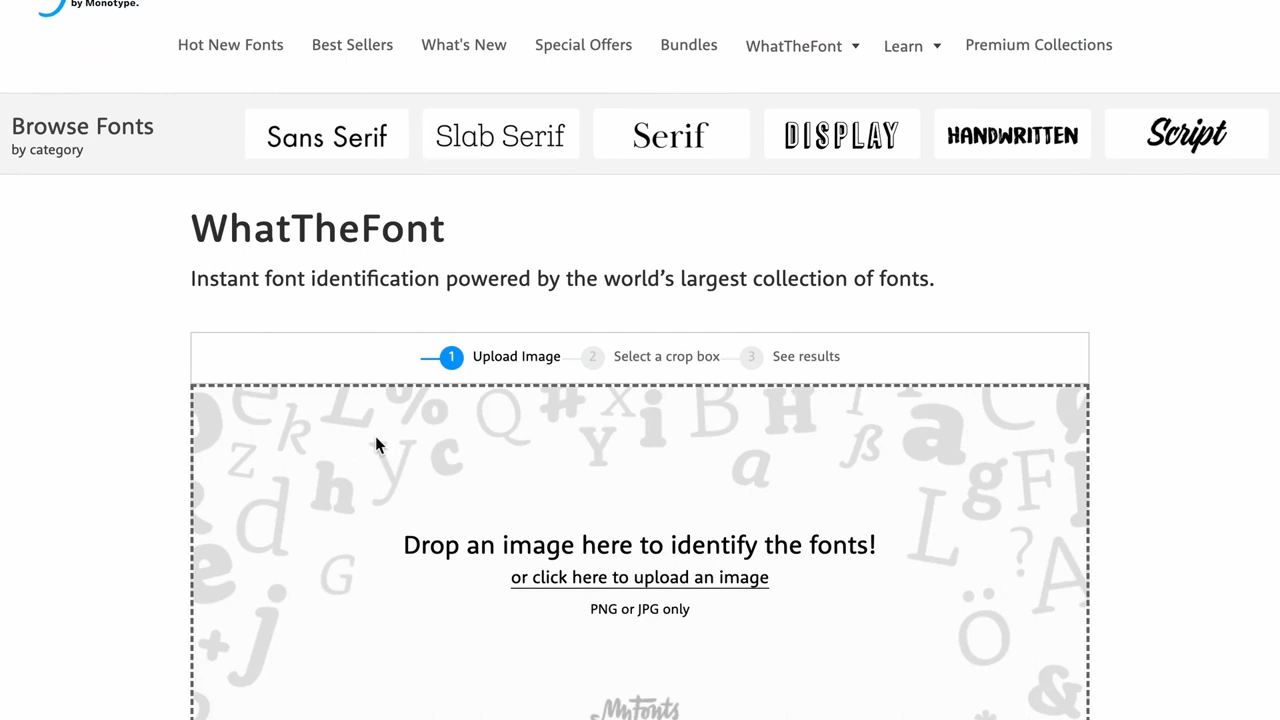 by Monotype.
Hot New Fonts Best Sellers What's New Special Offers Bundles WhatTheFont Learn Premium Collections
Browse Fonts
by category
Sans Serif Slab Serif Serif DISPLAY HANDWRITTEN Script
WhatTheFont
Instant font identification powered by the world’s largest collection of fonts.
1 Upload Image 2 Select a crop box 3 See results
Drop an image here to identify the fonts!
or click here to upload an image
PNG or JPG only
MyFonts